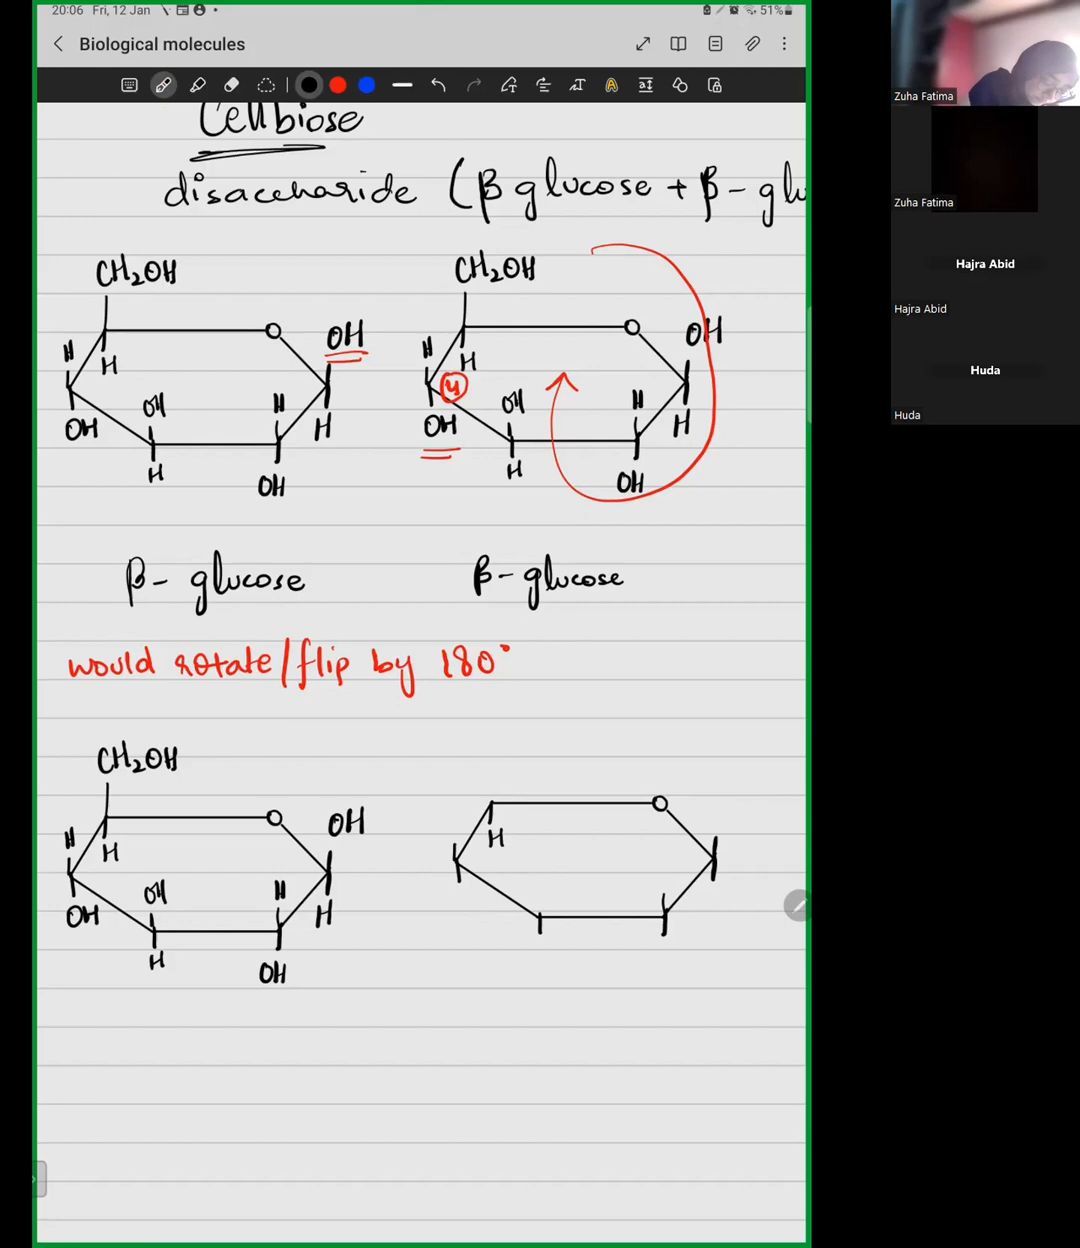 20:06 Fri, 12 Jan 51%
Biological molecules
Cellbiose
disaccharide (β glucose + β - glu
CH₂OH CH₂OH
O OH O OH
H H H H
4
OH OH H H OH OH H H
H OH H OH
β - glucose β - glucose
would rotate/flip by 180°
CH₂OH
O OH O
H H H
OH OH H H
H OH
Zuha Fatima
Zuha Fatima
Hajra Abid
Hajra Abid
Huda
Huda